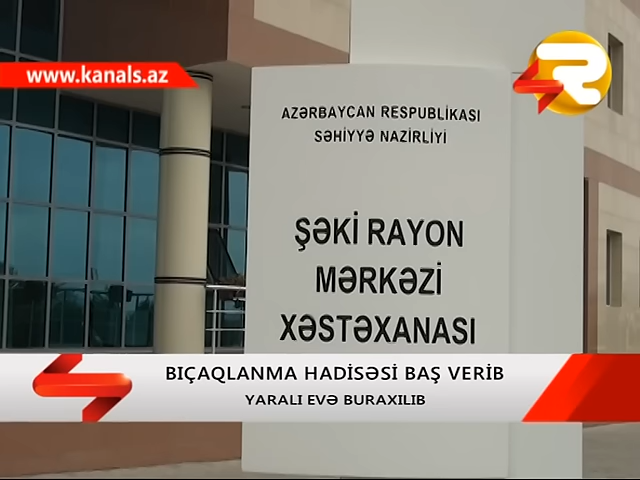 www.kanals.az
R
AZƏRBAYCAN RESPUBLİKASI
SƏHİYYƏ NAZİRLİYİ
ŞƏKİ RAYON
MƏRKƏZİ
XƏSTƏXANASI
BIÇAQLANMA HADİSƏSİ BAŞ VERİB
YARALI EVƏ BURAXILIB